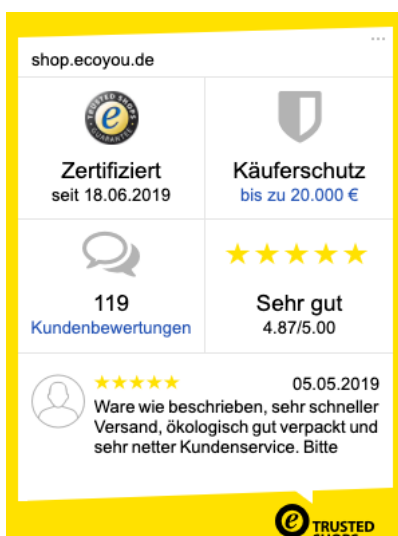 shop.ecoyou.de
TRUSTED SHOPS
GUARANTEE
e
Zertifiziert
seit 18.06.2019
Käuferschutz
bis zu 20.000 €
119
Kundenbewertungen
Sehr gut
4.87/5.00
05.05.2019
Ware wie beschrieben, sehr schneller
Versand, ökologisch gut verpackt und
sehr netter Kundenservice. Bitte
e
TRUSTED
SHOPS